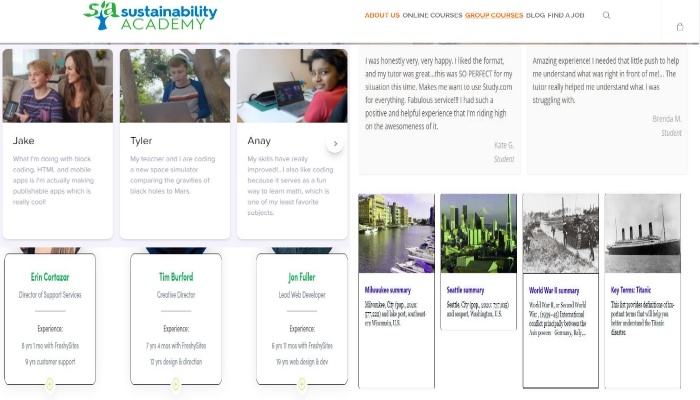 sustainability
ACADEMY
ABOUT US ONLINE COURSES GROUP COURSES BLOG FIND A JOB
Jake
What I'm doing with block
coding, HTML and mobile
apps is I'm actually making
publishable apps which is
really cool!
Tyler
My teacher and I are coding
a new space simulator
comparing the gravities of
black holes to Mars.
Anay
My skills have really
improved!...I also like coding
because it serves as a fun
way to learn math, which is
one of my least favorite
subjects.
I was honestly very, very happy. I liked the format,
and my tutor was great...this was SO PERFECT for my
situation this time. Makes me want to use Study.com
for everything. Fabulous service!!! I had such a
positive and helpful experience that I'm riding high
on the awesomeness of it.
Kate G.
Student
Amazing experience! I needed that little push to help
me understand what was right in front of me!... The
tutor really helped me understand what I was
struggling with.
Brenda M.
Student
Erin Cortazar
Director of Support Services
Experience:
8 yrs 1 mo with FreshySites
9 yrs customer support
Tim Burford
Creative Director
Experience:
7 yrs 4 mos with FreshySites
12 yrs design & direction
Jon Fuller
Lead Web Developer
Experience:
6 yrs 11 mos with FreshySites
19 yrs web design & dev
Milwaukee summary
Milwaukee, City (pop., 2020:
577,222) and lake port, southeast-
ern Wisconsin, U.S.
Seattle summary
Seattle, City (pop., 2020: 737,015)
and seaport, Washington, U.S.
World War II summary
World War II, or Second World
War, (1939–45) International
conflict principally between the
Axis powers Germany, Italy,...
Key Terms: Titanic
This list provides definitions of im-
portant terms that will help you
better understand the Titanic
disaster.